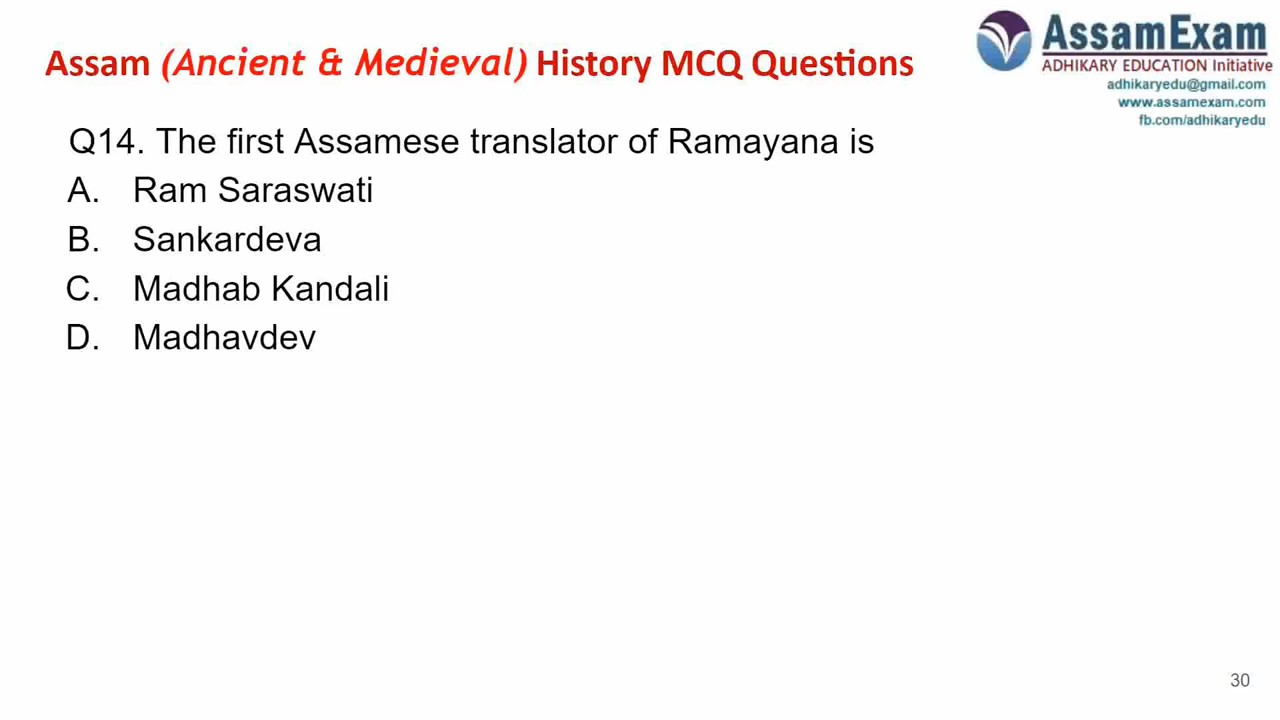 Assam (Ancient & Medieval) History MCQ Questions
AssamExam
ADHIKARY EDUCATION Initiative
adhikaryedu@gmail.com
www.assamexam.com
fb.com/adhikaryedu
Q14. The first Assamese translator of Ramayana is
A. Ram Saraswati
B. Sankardeva
C. Madhab Kandali
D. Madhavdev
30